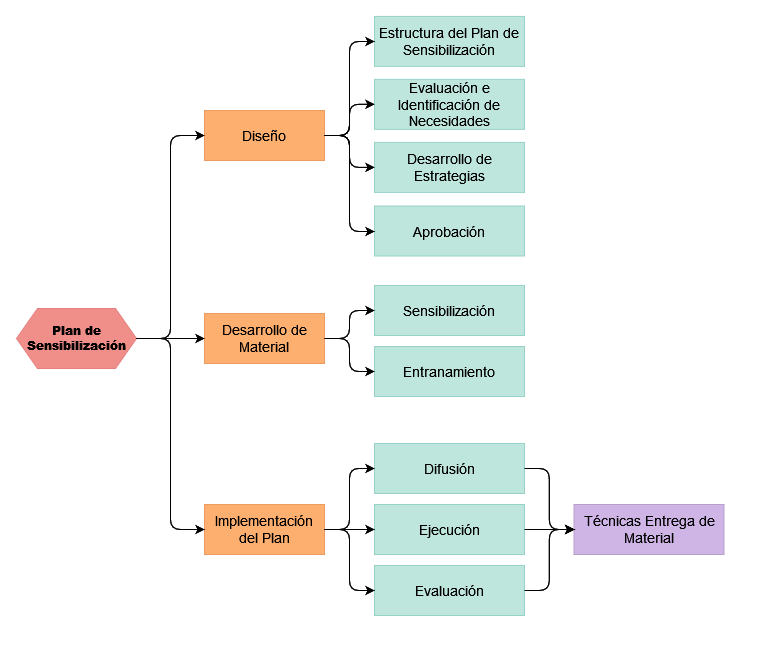 Estructura del Plan de
Sensibilización
Evaluación e
Identificación de
Necesidades
Diseño
Desarrollo de
Estrategias
Aprobación
Plan de
Sensibilización
Desarrollo de
Material
Sensibilización
Entranamiento
Implementación
del Plan
Difusión
Ejecución
Evaluación
Técnicas Entrega de
Material